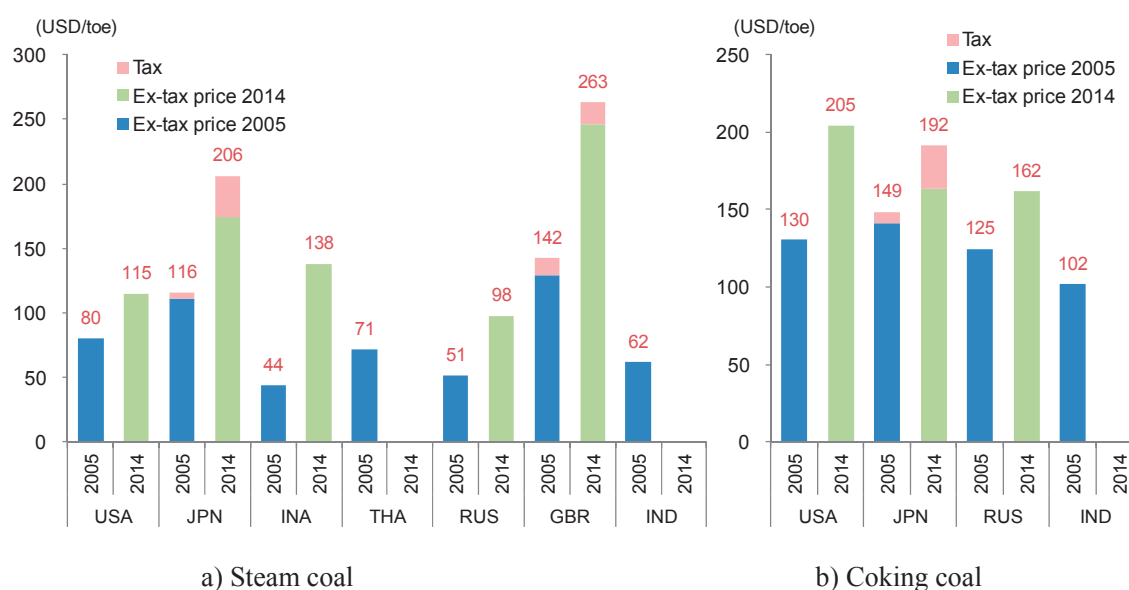 (USD/toe)
300
250
200
150
100
50
0
Tax
Ex-tax price 2014
Ex-tax price 2005
80
115
116
206
44
138
71
51
98
142
263
62
2005 2014 2005 2014 2005 2014 2005 2014 2005 2014 2005 2014 2005 2014
USA JPN INA THA RUS GBR IND
a) Steam coal
(USD/toe)
250
200
150
100
50
0
Tax
Ex-tax price 2005
Ex-tax price 2014
130
205
149
192
125
162
102
2005 2014 2005 2014 2005 2014 2005 2014
USA JPN RUS IND
b) Coking coal